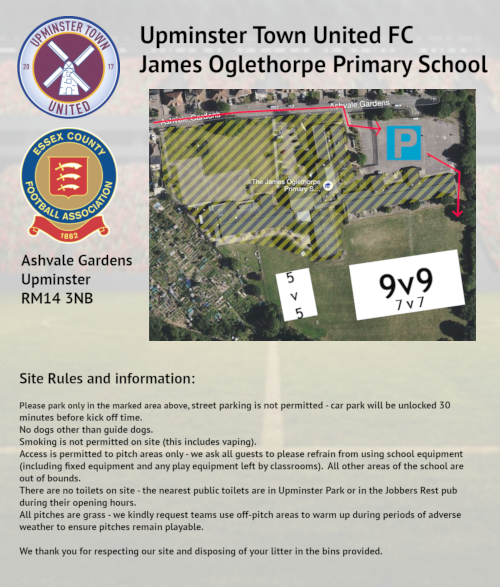 Upminster Town United FC
James Oglethorpe Primary School
UPMINSTER TOWN
20 17
UNITED
ESSEX COUNTY
FOOTBALL ASSOCIATION
1882
Ashvale Gardens
Upminster
RM14 3NB
Ashvale Gardens
Ashvale Gardens
P
The James Oglethorpe
Primary S...
5
v
5
9v9
7 v 7
Site Rules and information:
Please park only in the marked area above, street parking is not permitted - car park will be unlocked 30
minutes before kick off time.
No dogs other than guide dogs.
Smoking is not permitted on site (this includes vaping).
Access is permitted to pitch areas only - we ask all guests to please refrain from using school equipment
(including fixed equipment and any play equipment left by classrooms). All other areas of the school are
out of bounds.
There are no toilets on site - the nearest public toilets are in Upminster Park or in the Jobbers Rest pub
during their opening hours.
All pitches are grass - we kindly request teams use off-pitch areas to warm up during periods of adverse
weather to ensure pitches remain playable.
We thank you for respecting our site and disposing of your litter in the bins provided.